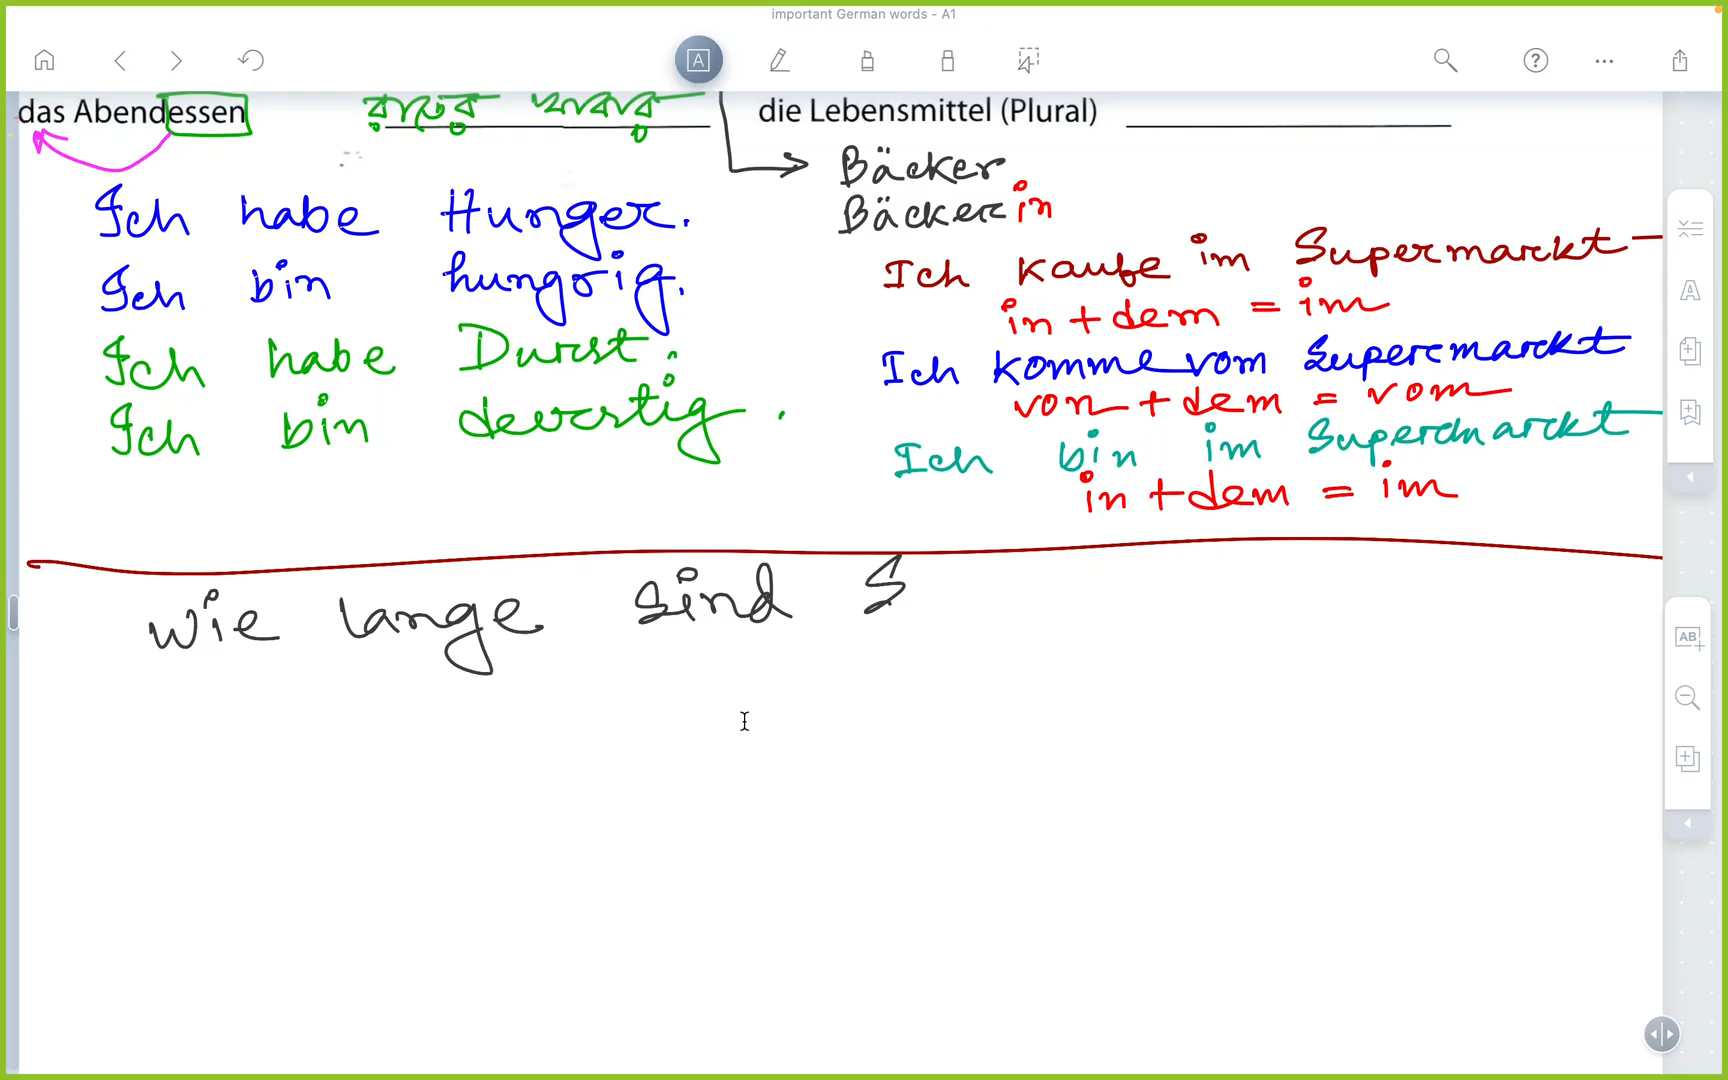 important German words - A1
das Abendessen রাতের খাবার
die Lebensmittel (Plural)
Bäcker
Bäckerin
Ich habe Hunger.
Ich bin hungrig.
Ich habe Durst.
Ich bin deurstig.
Ich kaufe im Supermarkt
in + dem = im
Ich komme vom Supermarkt
von + dem = vom
Ich bin im Supermarkt
in + dem = im
wie lange sind S